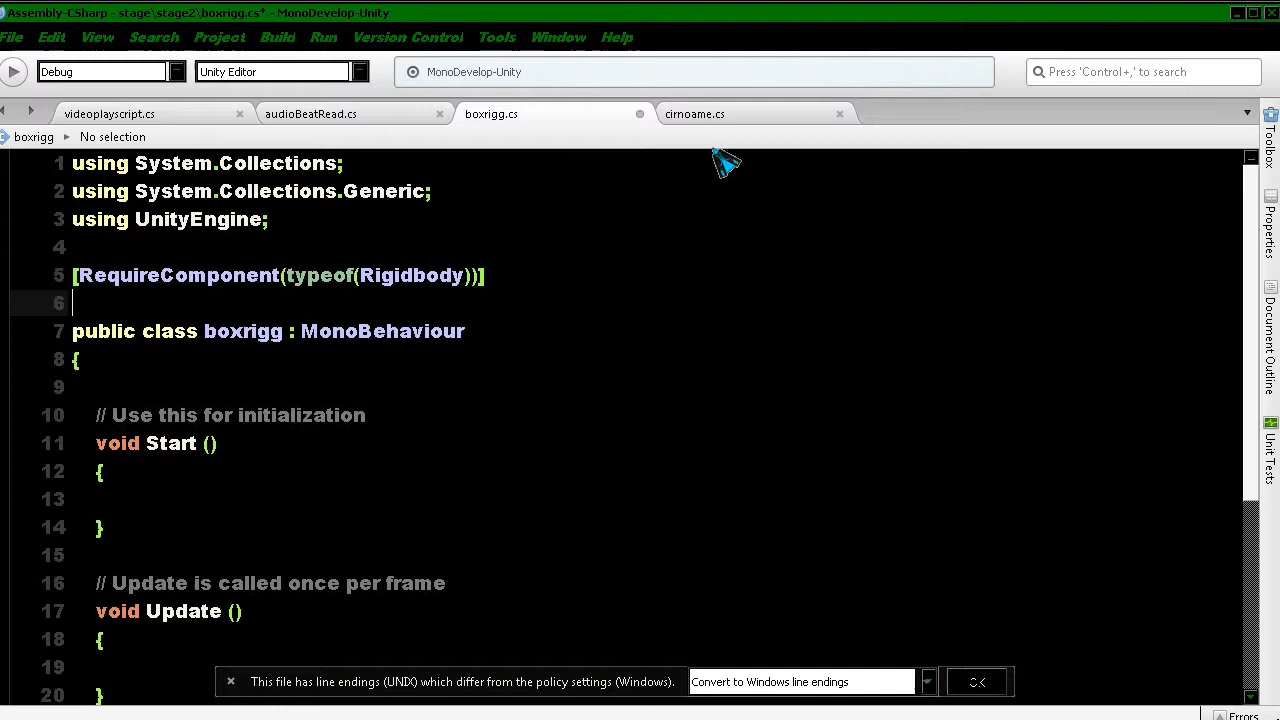 Assembly-CSharp - stage\stage2\boxrigg.cs* - MonoDevelop-Unity
File Edit View Search Project Build Run Version Control Tools Window Help
Debug Unity Editor MonoDevelop-Unity Press 'Control+,' to search
videoplayscript.cs audioBeatRead.cs boxrigg.cs cirnoame.cs
boxrigg No selection
1 using System.Collections;
2 using System.Collections.Generic;
3 using UnityEngine;
4
5 [RequireComponent(typeof(Rigidbody))]
6
7 public class boxrigg : MonoBehaviour
8 {
9
10 // Use this for initialization
11 void Start ()
12 {
13
14 }
15
16 // Update is called once per frame
17 void Update ()
18 {
19
20 }
This file has line endings (UNIX) which differ from the policy settings (Windows). Convert to Windows line endings OK
Toolbox
Properties
Document Outline
Unit Tests
Errors